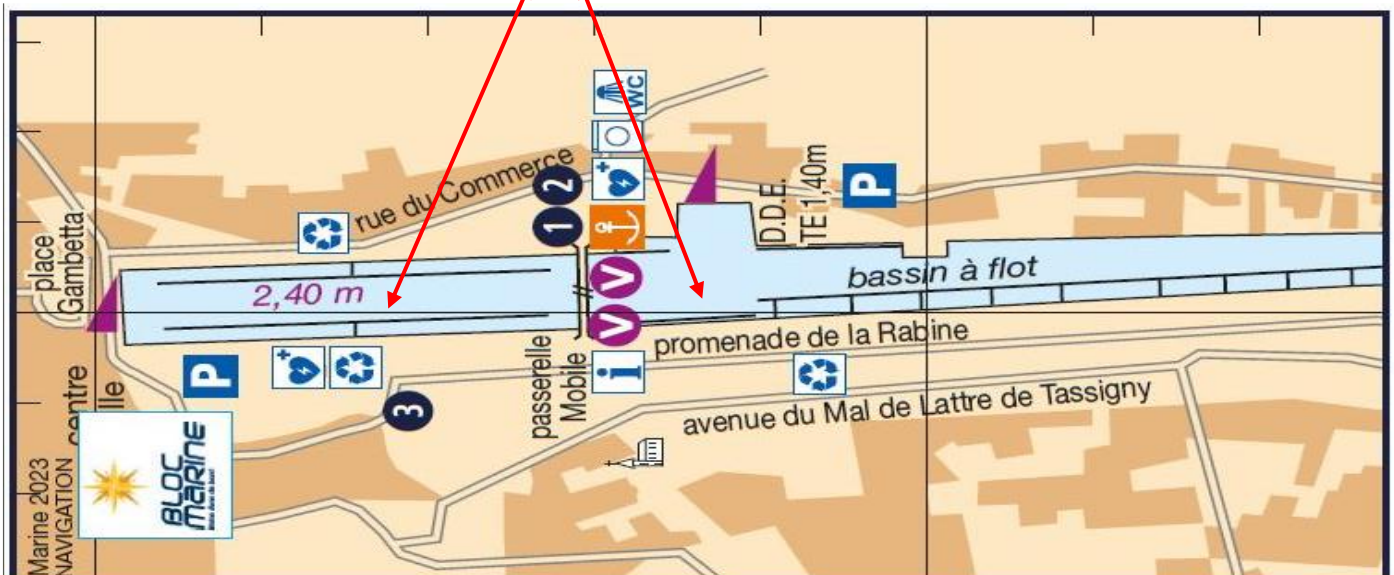 place
Gambetta
rue du Commerce
1
2
WC
D.D.E.
TE 1,40m
P
2,40 m
V
V
bassin à flot
passerelle
Mobile
i
promenade de la Rabine
avenue du Mal de Lattre de Tassigny
P
3
centre
lle
BLOC
MARINE
Marine 2023
NAVIGATION